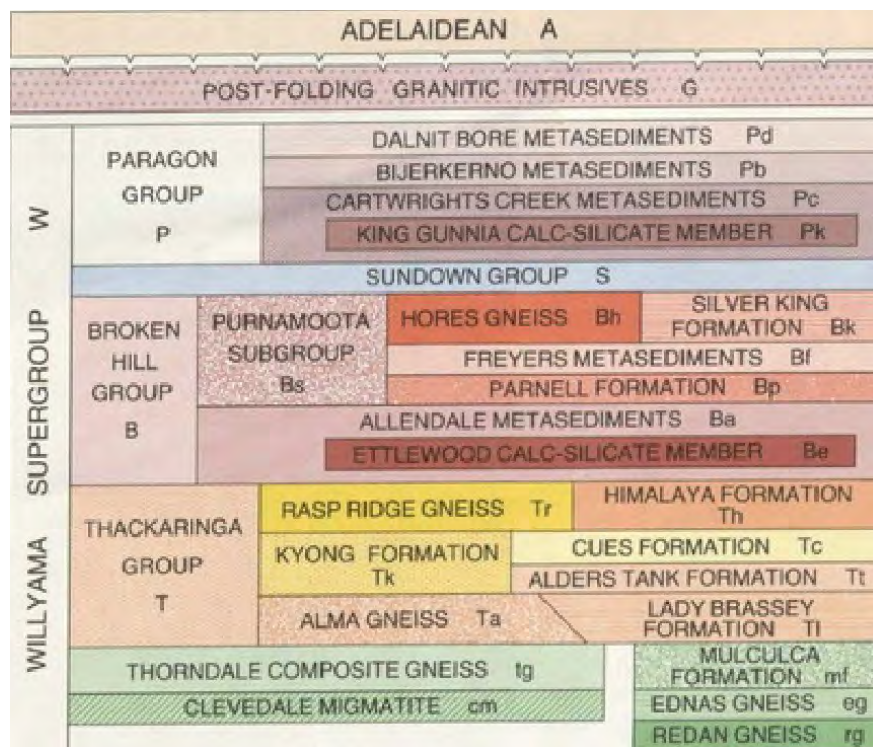 ADELAIDEAN A
POST-FOLDING GRANITIC INTRUSIVES G
WILLYAMA SUPERGROUP W
PARAGON
GROUP
P
DALNIT BORE METASEDIMENTS Pd
BIJERKERNO METASEDIMENTS Pb
CARTWRIGHTS CREEK METASEDIMENTS Pc
KING GUNNIA CALC-SILICATE MEMBER Pk
SUNDOWN GROUP S
BROKEN
HILL
GROUP
B
PURNAMOOTA
SUBGROUP
Bs
HORES GNEISS Bh
SILVER KING
FORMATION Bk
FREYERS METASEDIMENTS Bf
PARNELL FORMATION Bp
ALLENDALE METASEDIMENTS Ba
ETTLEWOOD CALC-SILICATE MEMBER Be
THACKARINGA
GROUP
T
RASP RIDGE GNEISS Tr
HIMALAYA FORMATION
Th
KYONG FORMATION
Tk
CUES FORMATION Tc
ALDERS TANK FORMATION Tt
ALMA GNEISS Ta
LADY BRASSEY
FORMATION Tl
THORNDALE COMPOSITE GNEISS tg
CLEVEDALE MIGMATITE cm
MULCULCA
FORMATION mf
EDNAS GNEISS eg
REDAN GNEISS rg